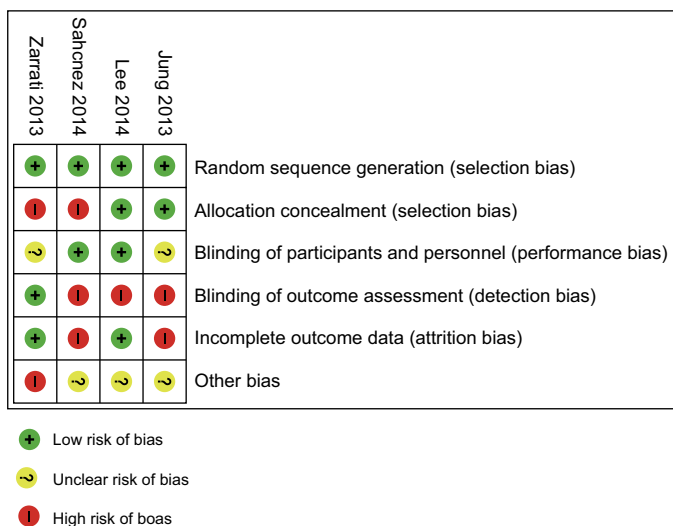 Zarrati 2013
Sahcnez 2014
Lee 2014
Jung 2013
+ + + + Random sequence generation (selection bias)
− − + + Allocation concealment (selection bias)
? + + ? Blinding of participants and personnel (performance bias)
+ − − − Blinding of outcome assessment (detection bias)
+ − + − Incomplete outcome data (attrition bias)
− ? ? ? Other bias
+ Low risk of bias
? Unclear risk of bias
− High risk of boas